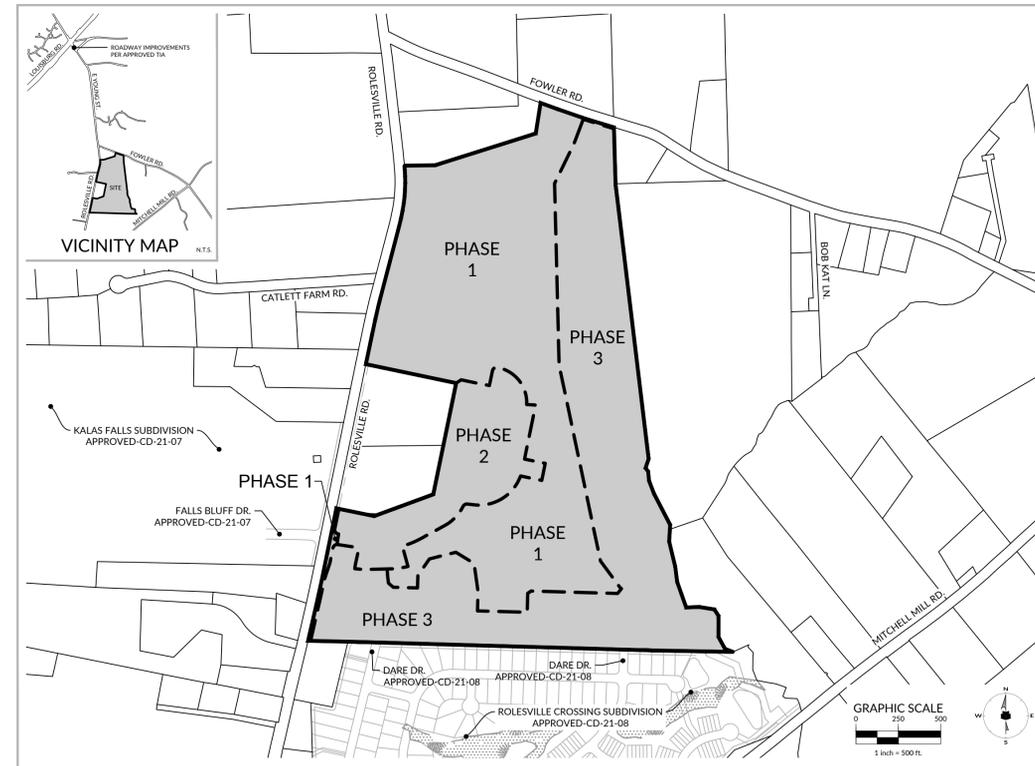 LOUISBURG RD.
ROADWAY IMPROVEMENTS
PER APPROVED TIA
E YOUNG ST.
FOWLER RD.
ROLESVILLE RD.
SITE
MITCHELL MILL RD
VICINITY MAP
N.T.S.
ROLESVILLE RD.
FOWLER RD.
PHASE
1
BOB KAT LN.
CATLETT FARM RD.
PHASE
3
KALAS FALLS SUBDIVISION
APPROVED-CD-21-07
ROLESVILLE RD.
PHASE
2
PHASE 1
FALLS BLUFF DR.
APPROVED-CD-21-07
PHASE
1
MITCHELL MILL RD.
PHASE 3
DARE DR.
APPROVED-CD-21-08
DARE DR.
APPROVED-CD-21-08
ROLESVILLE CROSSING SUBDIVISION
APPROVED-CD-21-08
GRAPHIC SCALE
0 250 500
1 inch = 500 ft.
N
W E
S